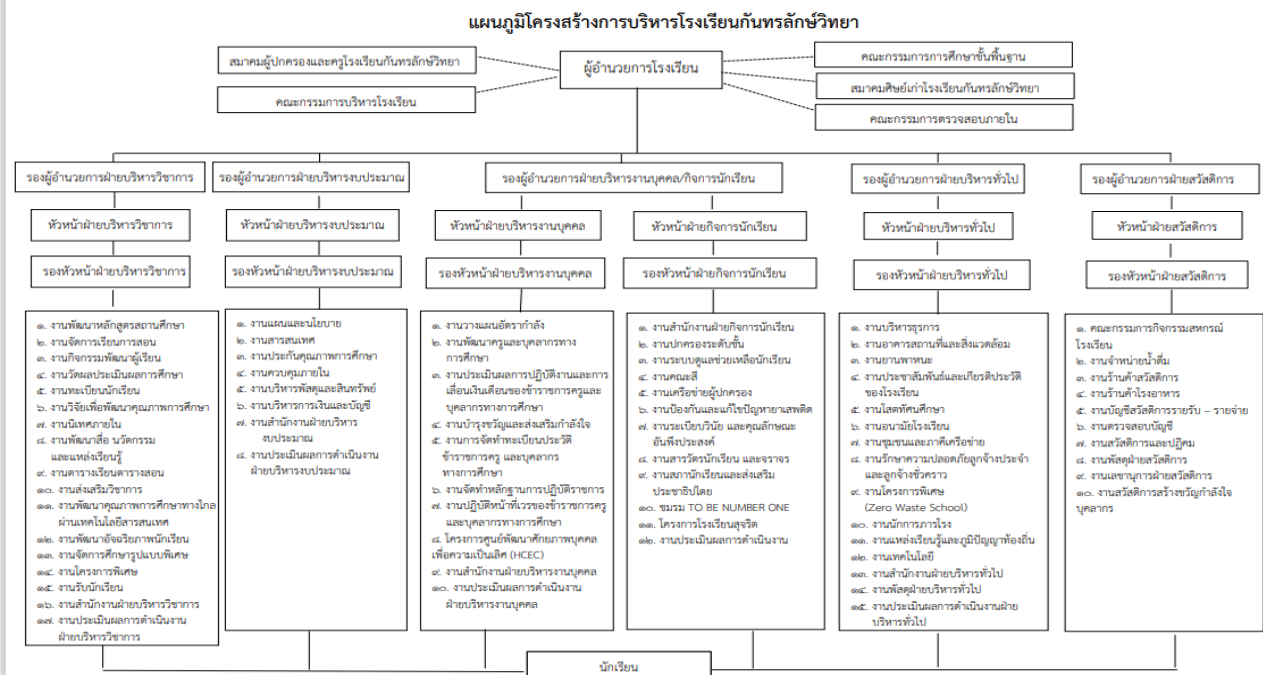 แผนภูมิโครงสร้างการบริหารโรงเรียนกันทรลักษ์วิทยา
สมาคมผู้ปกครองและครูโรงเรียนกันทรลักษ์วิทยา
คณะกรรมการบริหารโรงเรียน
ผู้อำนวยการโรงเรียน
คณะกรรมการการศึกษาขั้นพื้นฐาน
สมาคมศิษย์เก่าโรงเรียนกันทรลักษ์วิทยา
คณะกรรมการตรวจสอบภายใน
รองผู้อำนวยการฝ่ายบริหารวิชาการ
รองผู้อำนวยการฝ่ายบริหารงบประมาณ
รองผู้อำนวยการฝ่ายบริหารงานบุคคล/กิจการนักเรียน
รองผู้อำนวยการฝ่ายบริหารทั่วไป
รองผู้อำนวยการฝ่ายสวัสดิการ
หัวหน้าฝ่ายบริหารวิชาการ
หัวหน้าฝ่ายบริหารงบประมาณ
หัวหน้าฝ่ายบริหารงานบุคคล
หัวหน้าฝ่ายกิจการนักเรียน
หัวหน้าฝ่ายบริหารทั่วไป
หัวหน้าฝ่ายสวัสดิการ
รองหัวหน้าฝ่ายบริหารวิชาการ
รองหัวหน้าฝ่ายบริหารงบประมาณ
รองหัวหน้าฝ่ายบริหารงานบุคคล
รองหัวหน้าฝ่ายกิจการนักเรียน
รองหัวหน้าฝ่ายบริหารทั่วไป
รองหัวหน้าฝ่ายสวัสดิการ
๑. งานพัฒนาหลักสูตรสถานศึกษา
๒. งานจัดการเรียนการสอน
๓. งานกิจกรรมพัฒนาผู้เรียน
๔. งานวัดผลประเมินผลการศึกษา
๕. งานทะเบียนนักเรียน
๖. งานวิจัยเพื่อพัฒนาคุณภาพการศึกษา
๗. งานนิเทศภายใน
๘. งานพัฒนาสื่อ นวัตกรรม
และแหล่งเรียนรู้
๙. งานตารางเรียนตารางสอน
๑๐. งานส่งเสริมวิชาการ
๑๑. งานพัฒนาคุณภาพการศึกษาทางไกล
ผ่านเทคโนโลยีสารสนเทศ
๑๒. งานพัฒนาอัจฉริยภาพนักเรียน
๑๓. งานจัดการศึกษารูปแบบพิเศษ
๑๔. งานโครงการพิเศษ
๑๕. งานรับนักเรียน
๑๖. งานสำนักงานฝ่ายบริหารวิชาการ
๑๗. งานประเมินผลการดำเนินงาน
ฝ่ายบริหารวิชาการ
๑. งานแผนและนโยบาย
๒. งานสารสนเทศ
๓. งานประกันคุณภาพการศึกษา
๔. งานควบคุมภายใน
๕. งานบริหารพัสดุและสินทรัพย์
๖. งานบริหารการเงินและบัญชี
๗. งานสำนักงานฝ่ายบริหาร
งบประมาณ
๘. งานประเมินผลการดำเนินงาน
ฝ่ายบริหารงบประมาณ
๑. งานวางแผนอัตรากำลัง
๒. งานพัฒนาครูและบุคลากรทาง
การศึกษา
๓. งานประเมินผลการปฏิบัติงานและการ
เลื่อนเงินเดือนของข้าราชการครูและ
บุคลากรทางการศึกษา
๔. งานบำรุงขวัญและส่งเสริมกำลังใจ
๕. งานการจัดทำทะเบียนประวัติ
ข้าราชการครู และบุคลากร
ทางการศึกษา
๖. งานจัดทำหลักฐานการปฏิบัติราชการ
๗. งานปฏิบัติหน้าที่เวรของข้าราชการครู
และบุคลากรทางการศึกษา
๘. โครงการศูนย์พัฒนาศักยภาพบุคคล
เพื่อความเป็นเลิศ (HCEC)
๙. งานสำนักงานฝ่ายบริหารงานบุคคล
๑๐. งานประเมินผลการดำเนินงาน
ฝ่ายบริหารงานบุคคล
๑. งานสำนักงานฝ่ายกิจการนักเรียน
๒. งานปกครองระดับชั้น
๓. งานระบบดูแลช่วยเหลือนักเรียน
๔. งานคณะสี
๕. งานเครือข่ายผู้ปกครอง
๖. งานป้องกันและแก้ไขปัญหายาเสพติด
๗. งานระเบียบวินัย และคุณลักษณะ
อันพึงประสงค์
๘. งานสารวัตรนักเรียน และจราจร
๙. งานสภานักเรียนและส่งเสริม
ประชาธิปไตย
๑๐. ชมรม TO BE NUMBER ONE
๑๑. โครงการโรงเรียนสุจริต
๑๒. งานประเมินผลการดำเนินงาน
๑. งานบริหารธุรการ
๒. งานอาคารสถานที่และสิ่งแวดล้อม
๓. งานยานพาหนะ
๔. งานประชาสัมพันธ์และเกียรติประวัติ
ของโรงเรียน
๕. งานโสตทัศนศึกษา
๖. งานอนามัยโรงเรียน
๗. งานชุมชนและภาคีเครือข่าย
๘. งานรักษาความปลอดภัยลูกจ้างประจำ
และลูกจ้างชั่วคราว
๙. งานโครงการพิเศษ
(Zero Waste School)
๑๐. งานนักการภารโรง
๑๑. งานแหล่งเรียนรู้และภูมิปัญญาท้องถิ่น
๑๒. งานเทคโนโลยี
๑๓. งานสำนักงานฝ่ายบริหารทั่วไป
๑๔. งานพัสดุฝ่ายบริหารทั่วไป
๑๕. งานประเมินผลการดำเนินงานฝ่าย
บริหารทั่วไป
๑. คณะกรรมการกิจกรรมสหกรณ์
โรงเรียน
๒. งานจำหน่ายน้ำดื่ม
๓. งานร้านค้าสวัสดิการ
๔. งานร้านค้าโรงอาหาร
๕. งานบัญชีสวัสดิการรายรับ – รายจ่าย
๖. งานตรวจสอบบัญชี
๗. งานสวัสดิการและปฏิคม
๘. งานพัสดุฝ่ายสวัสดิการ
๙. งานเลขานุการฝ่ายสวัสดิการ
๑๐. งานสวัสดิการสร้างขวัญกำลังใจ
บุคลากร
นักเรียน